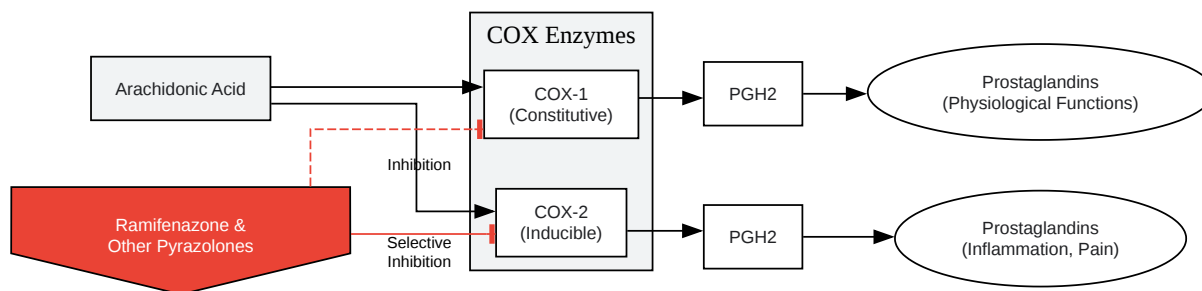 COX Enzymes
Arachidonic Acid
COX-1
(Constitutive)
PGH2
Prostaglandins
(Physiological Functions)
Inhibition
Ramifenazone &
Other Pyrazolones
Selective
Inhibition
COX-2
(Inducible)
PGH2
Prostaglandins
(Inflammation, Pain)